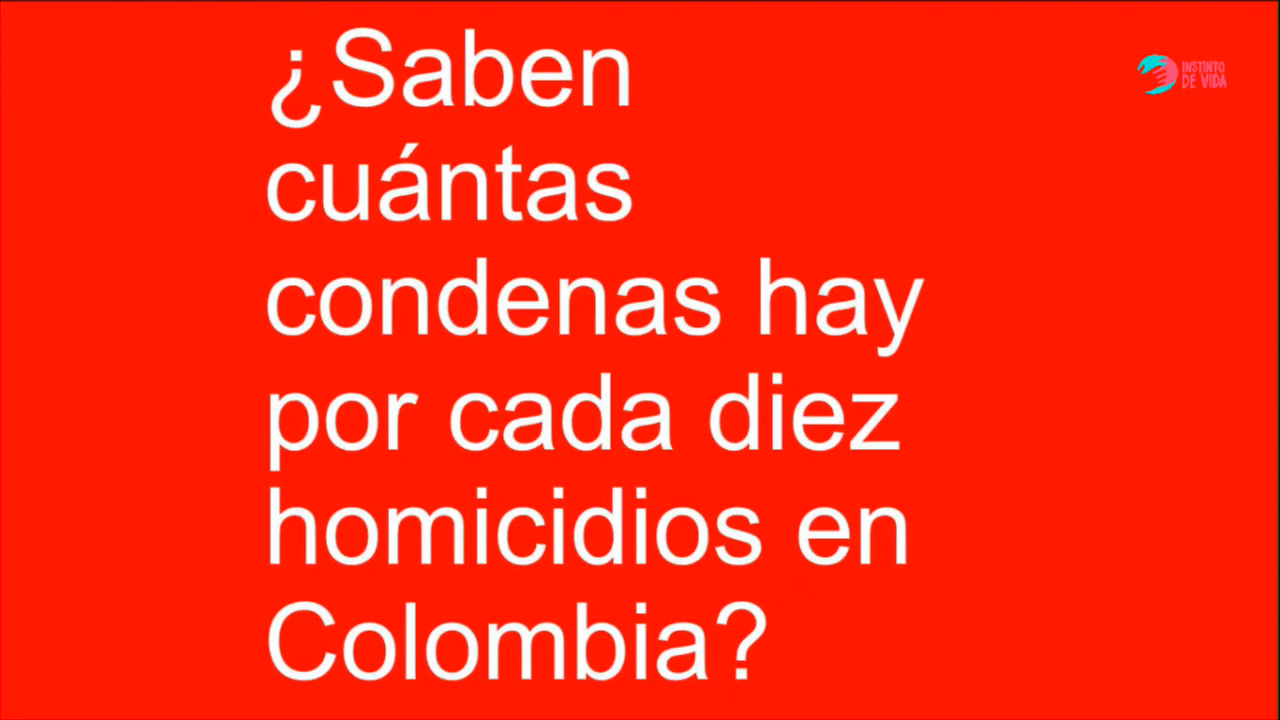 ¿Saben
cuántas
condenas hay
por cada diez
homicidios en
Colombia?
INSTINTO
DE VIDA